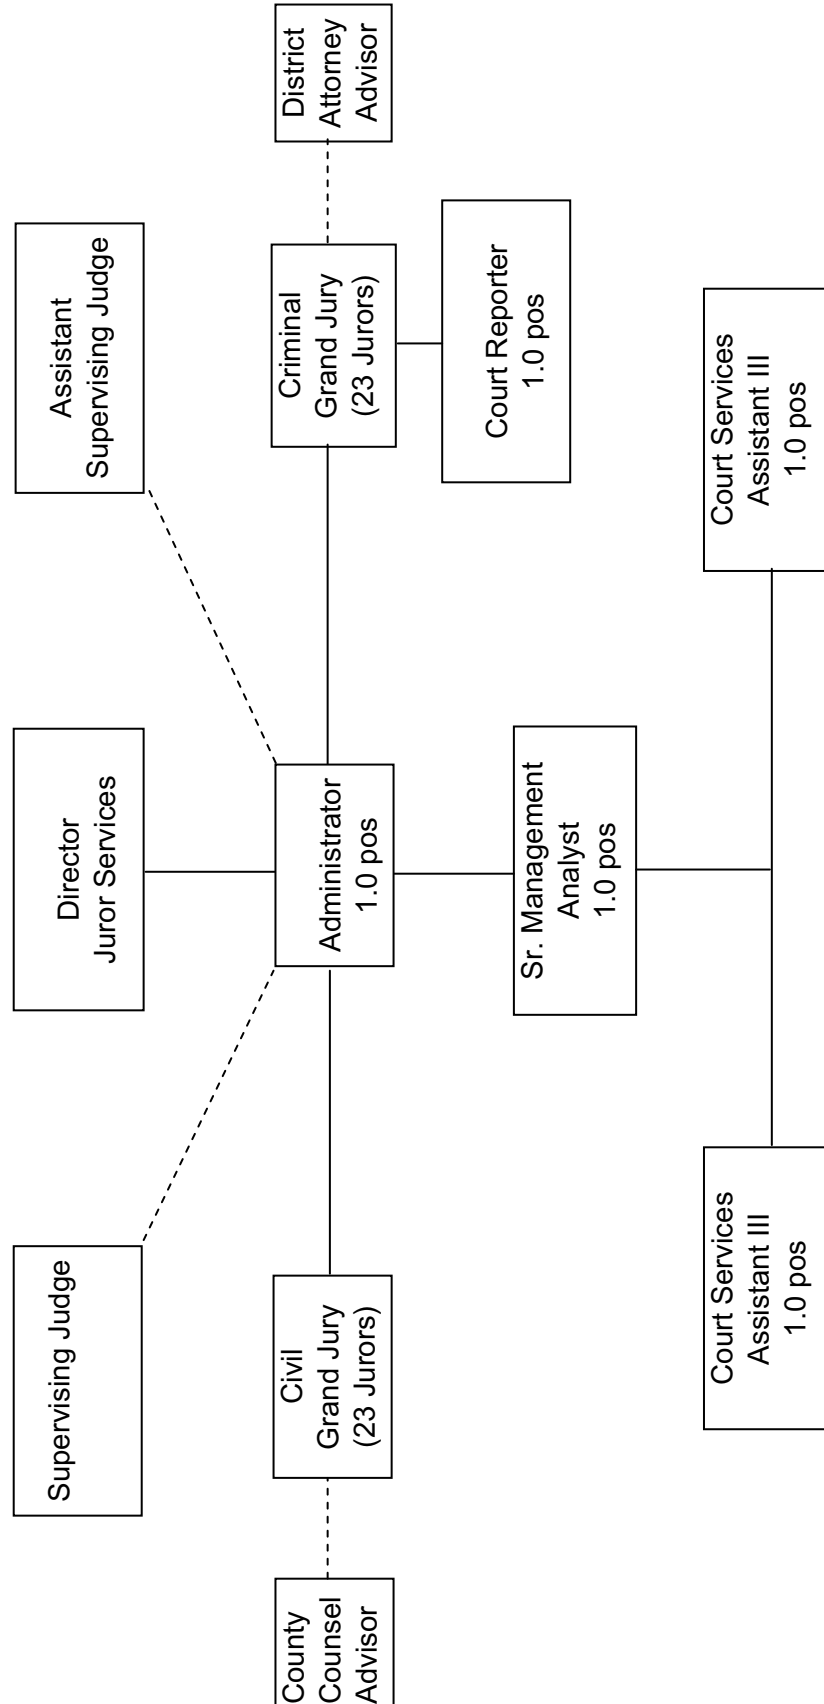 Supervising Judge
Director
Juror Services
Assistant
Supervising Judge
County
Counsel
Advisor
Civil
Grand Jury
(23 Jurors)
Administrator
1.0 pos
Criminal
Grand Jury
(23 Jurors)
District
Attorney
Advisor
Court Reporter
1.0 pos
Sr. Management
Analyst
1.0 pos
Court Services
Assistant III
1.0 pos
Court Services
Assistant III
1.0 pos